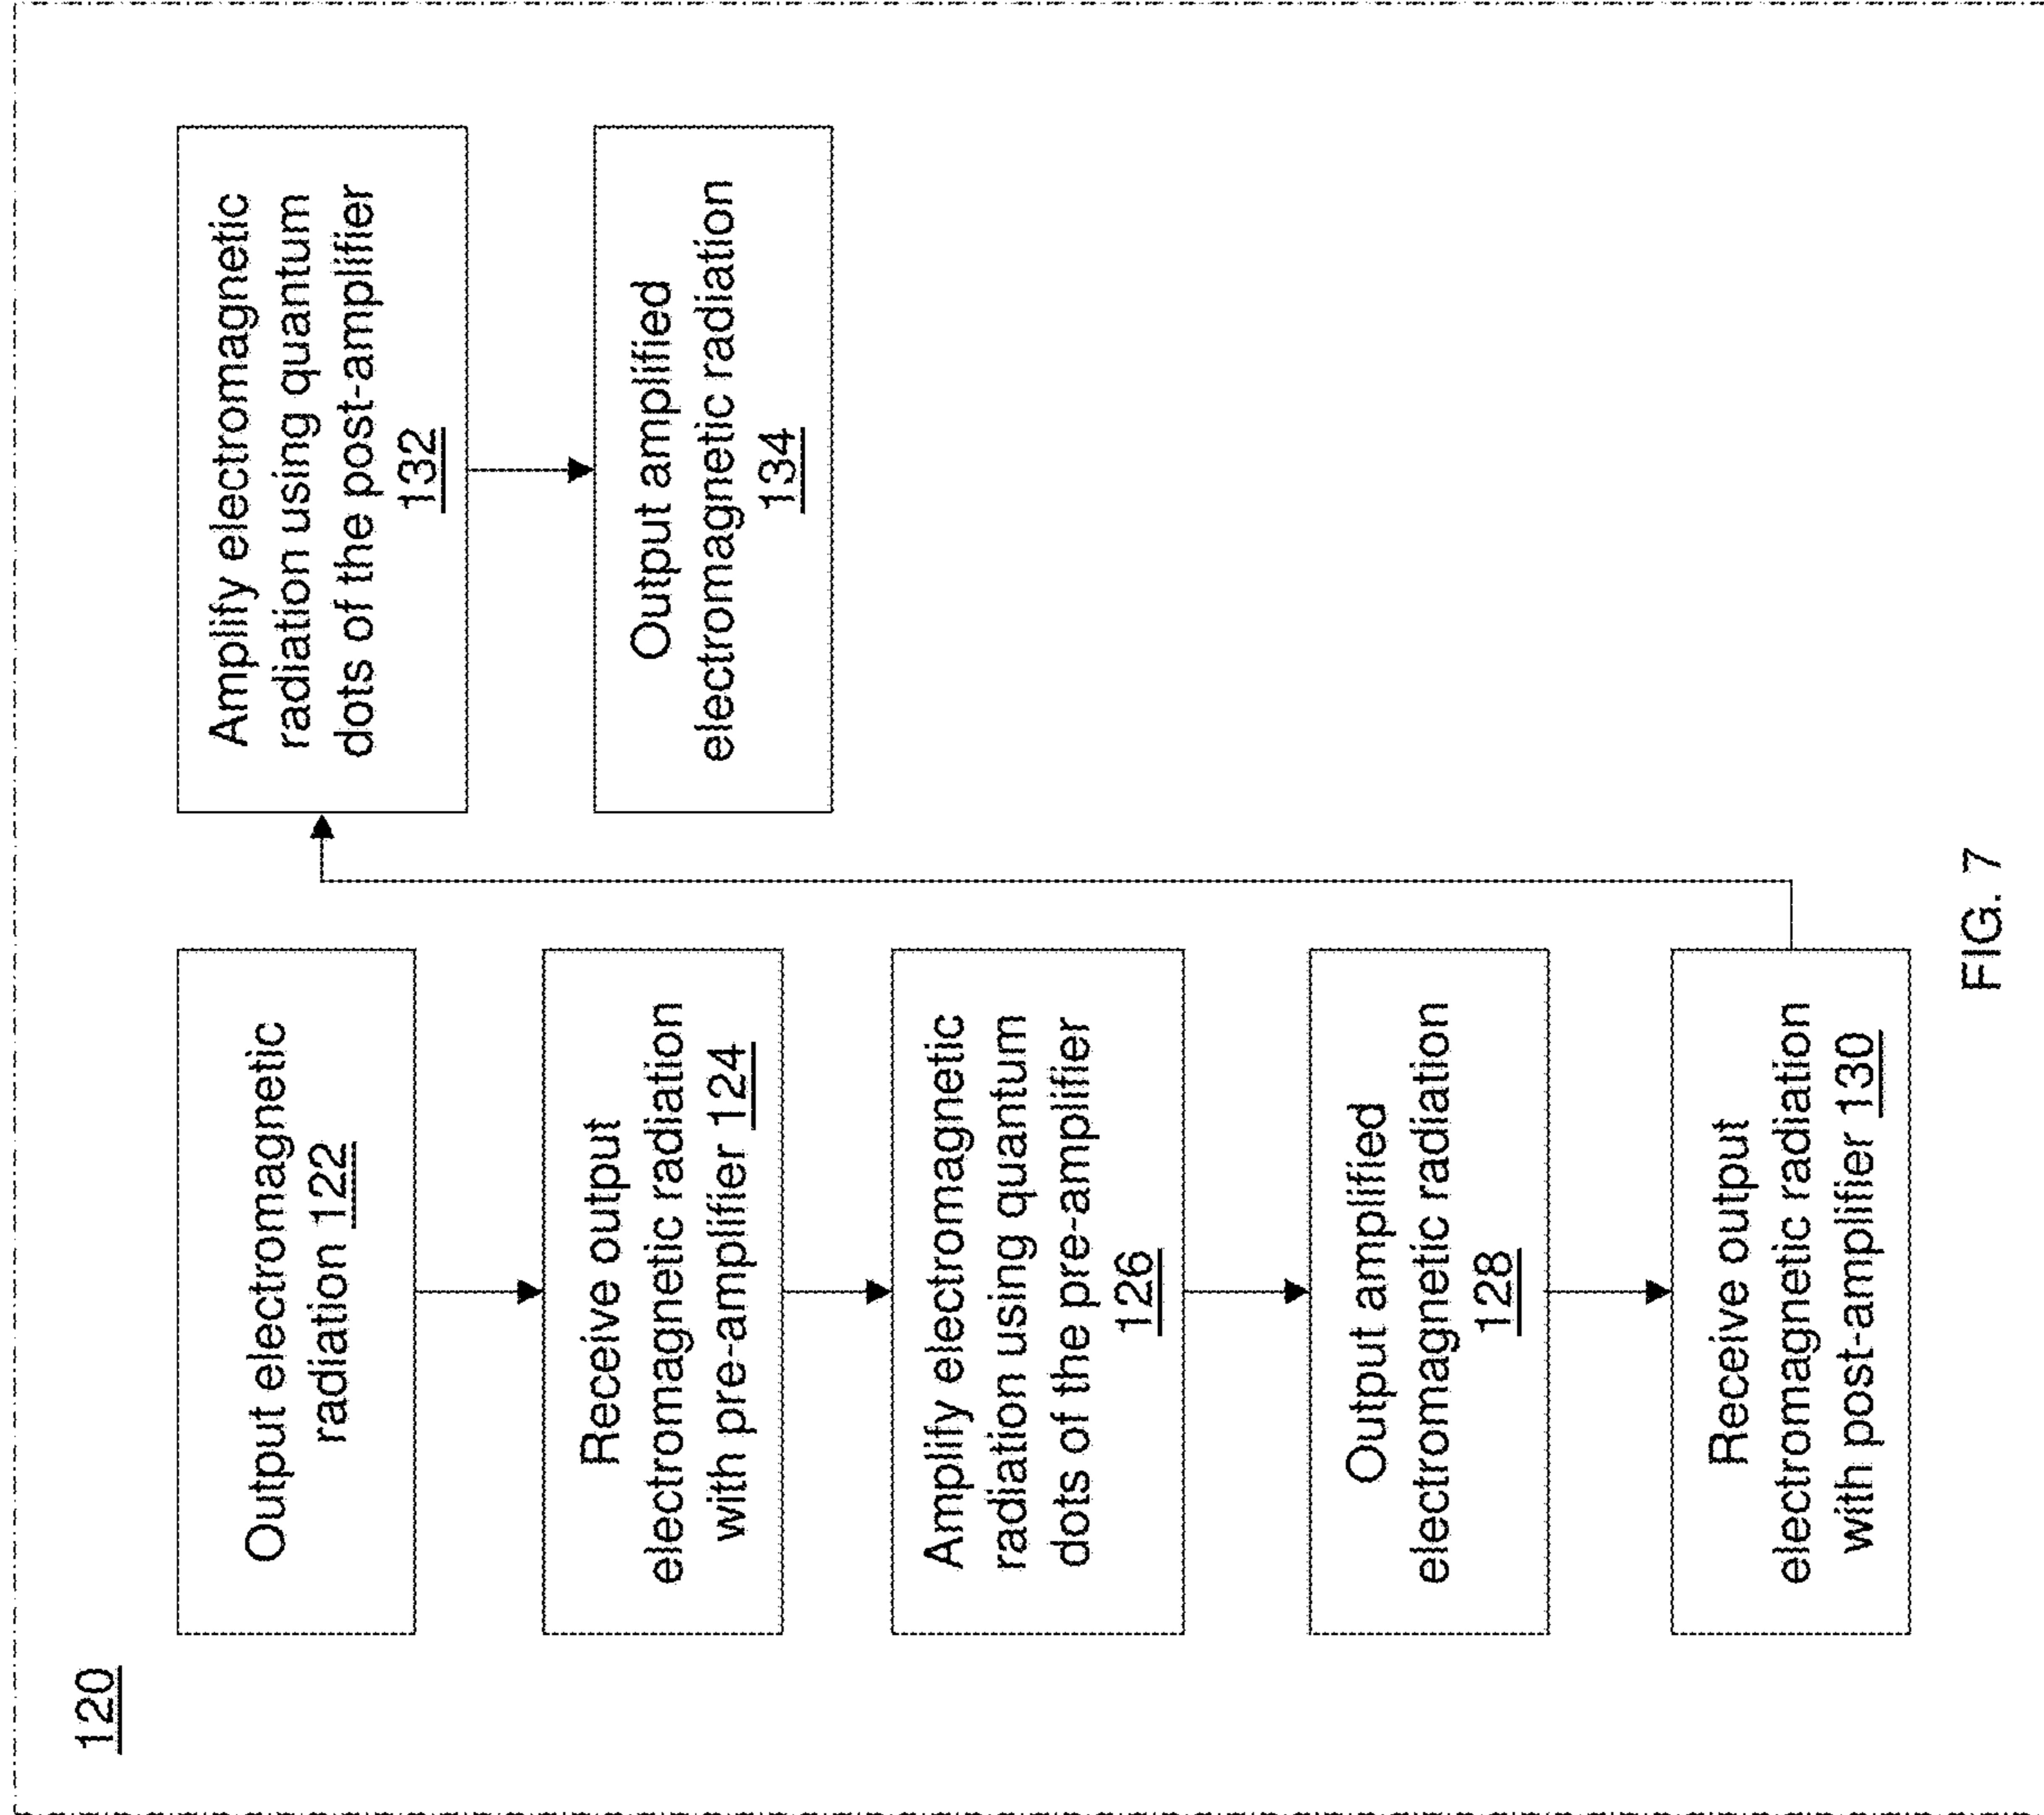 120
Output electromagnetic
radiation 122
Receive output
electromagnetic radiation
with pre-amplifier 124
Amplify electromagnetic
radiation using quantum
dots of the pre-amplifier
126
Output amplified
electromagnetic radiation
128
Receive output
electromagnetic radiation
with post-amplifier 130
Amplify electromagnetic
radiation using quantum
dots of the post-amplifier
132
Output amplified
electromagnetic radiation
134
FIG. 7